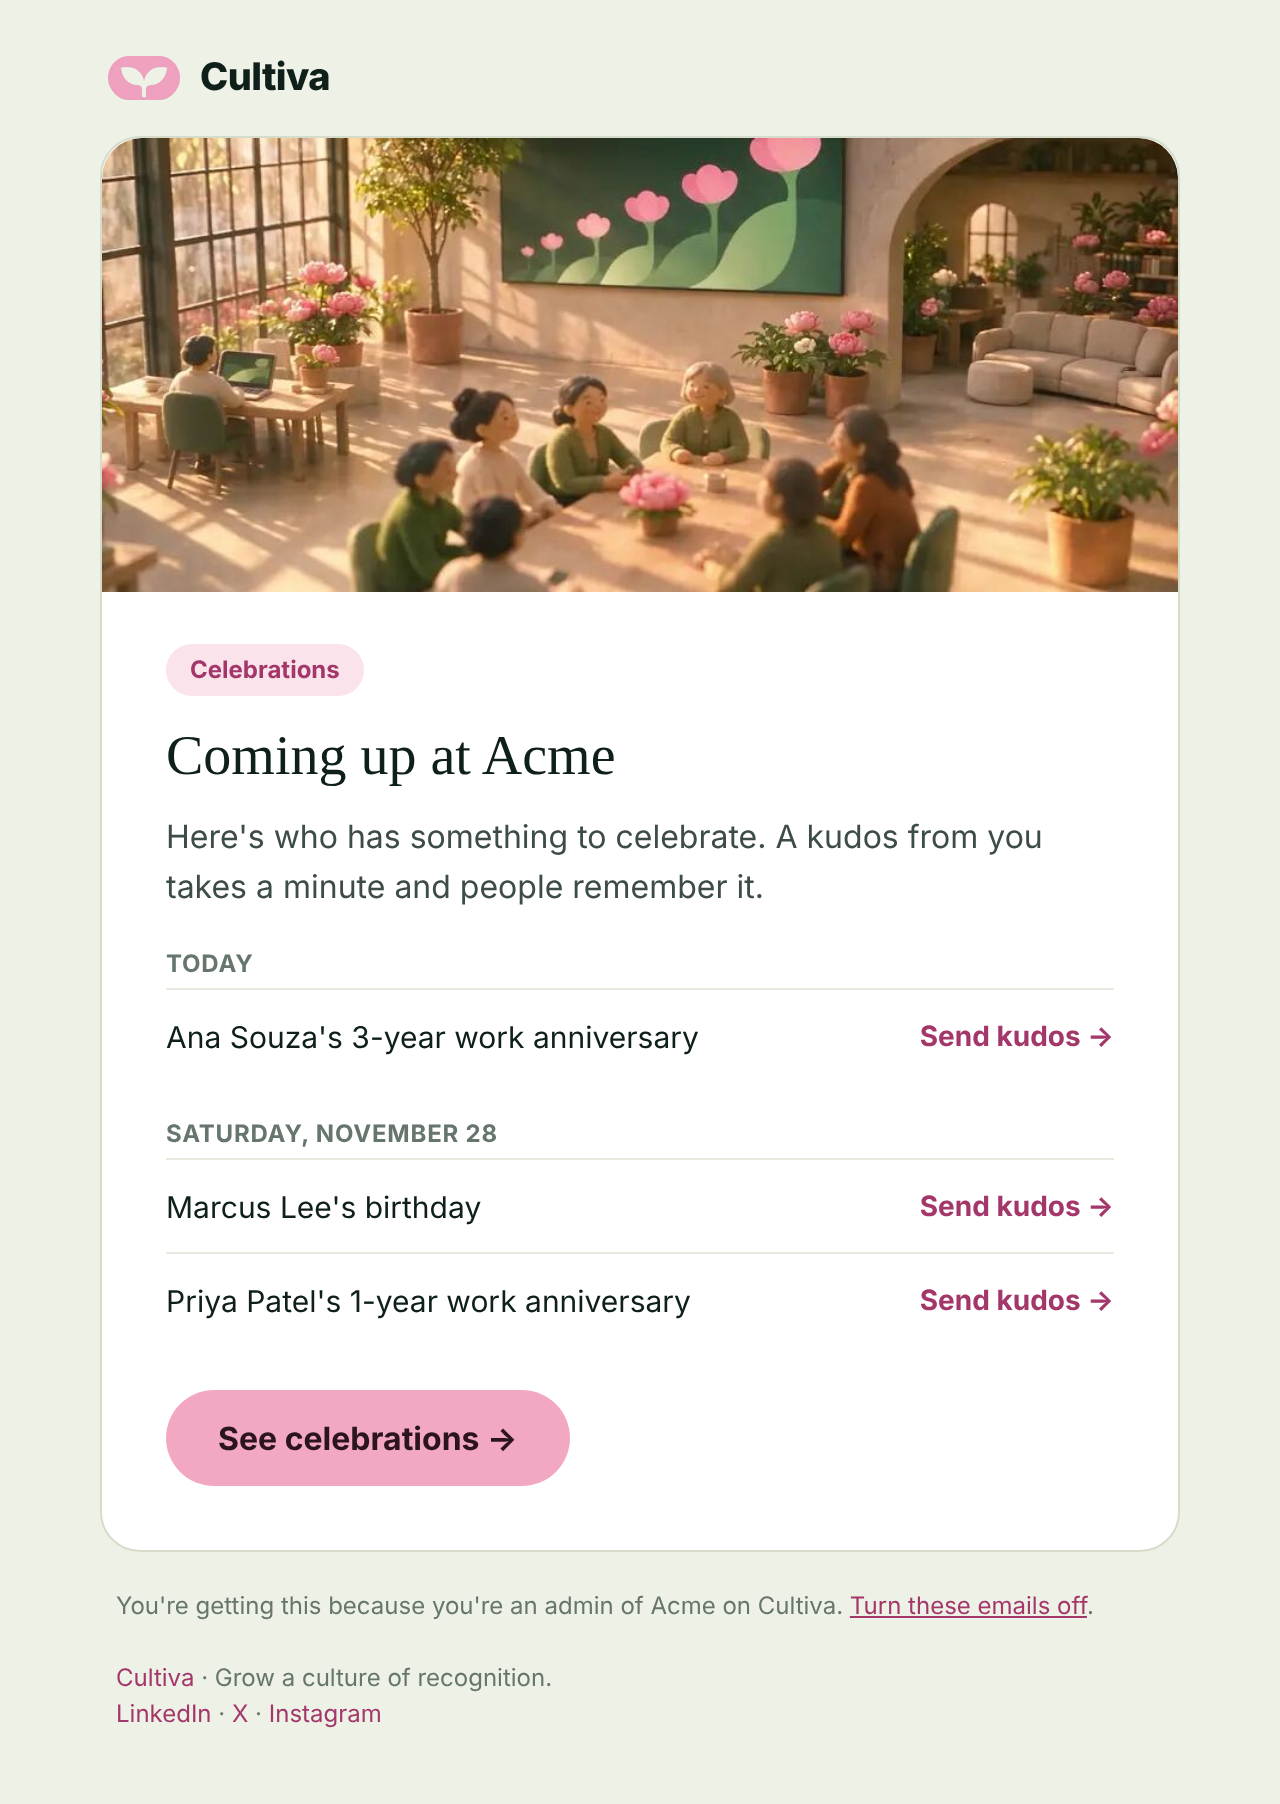 Cultiva
Celebrations
Coming up at Acme
Here's who has something to celebrate. A kudos from you
takes a minute and people remember it.
TODAY
Ana Souza's 3-year work anniversary Send kudos →
SATURDAY, NOVEMBER 28
Marcus Lee's birthday Send kudos →
Priya Patel's 1-year work anniversary Send kudos →
See celebrations →
You're getting this because you're an admin of Acme on Cultiva. Turn these emails off.
Cultiva · Grow a culture of recognition.
LinkedIn · X · Instagram